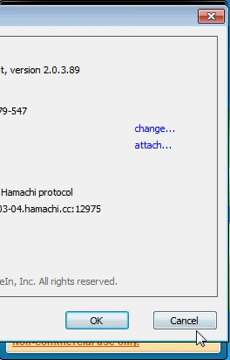 t, version 2.0.3.89
79-547
change...
attach...
Hamachi protocol
03-04.hamachi.cc:12975
eIn, Inc. All rights reserved.
OK
Cancel
Non-commercial use only.